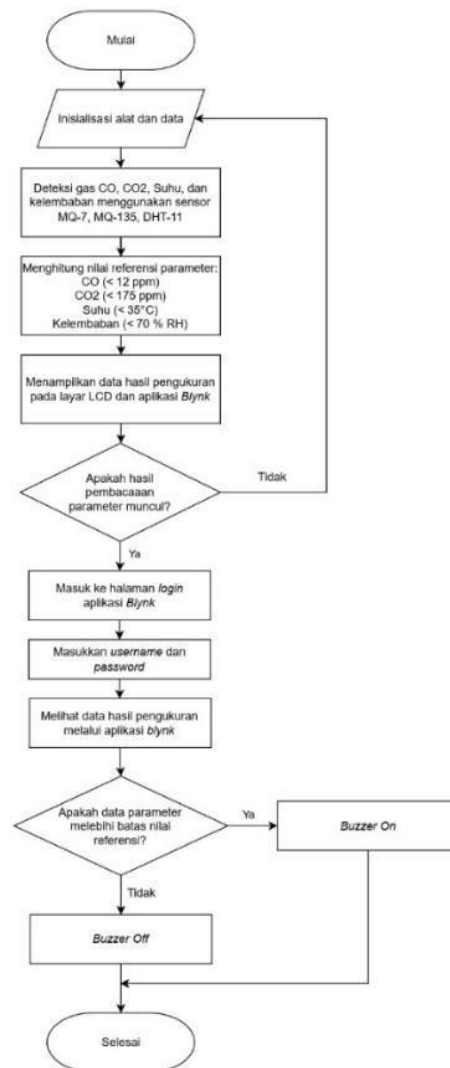 Mulai
Inisialisasi alat dan data
Deteksi gas CO, CO2, Suhu, dan
kelembaban menggunakan sensor
MQ-7, MQ-135, DHT-11
Menghitung nilai referensi parameter:
CO (< 12 ppm)
CO2 (< 175 ppm)
Suhu (< 35°C)
Kelembaban (< 70 % RH)
Menampilkan data hasil pengukuran
pada layar LCD dan aplikasi Blynk
Apakah hasil
pembacaaan
parameter muncul?
Tidak
Ya
Masuk ke halaman login
aplikasi Blynk
Masukkan username dan
password
Melihat data hasil pengukuran
melalui aplikasi blynk
Apakah data parameter
melebihi batas nilai
referensi?
Ya
Buzzer On
Tidak
Buzzer Off
Selesai